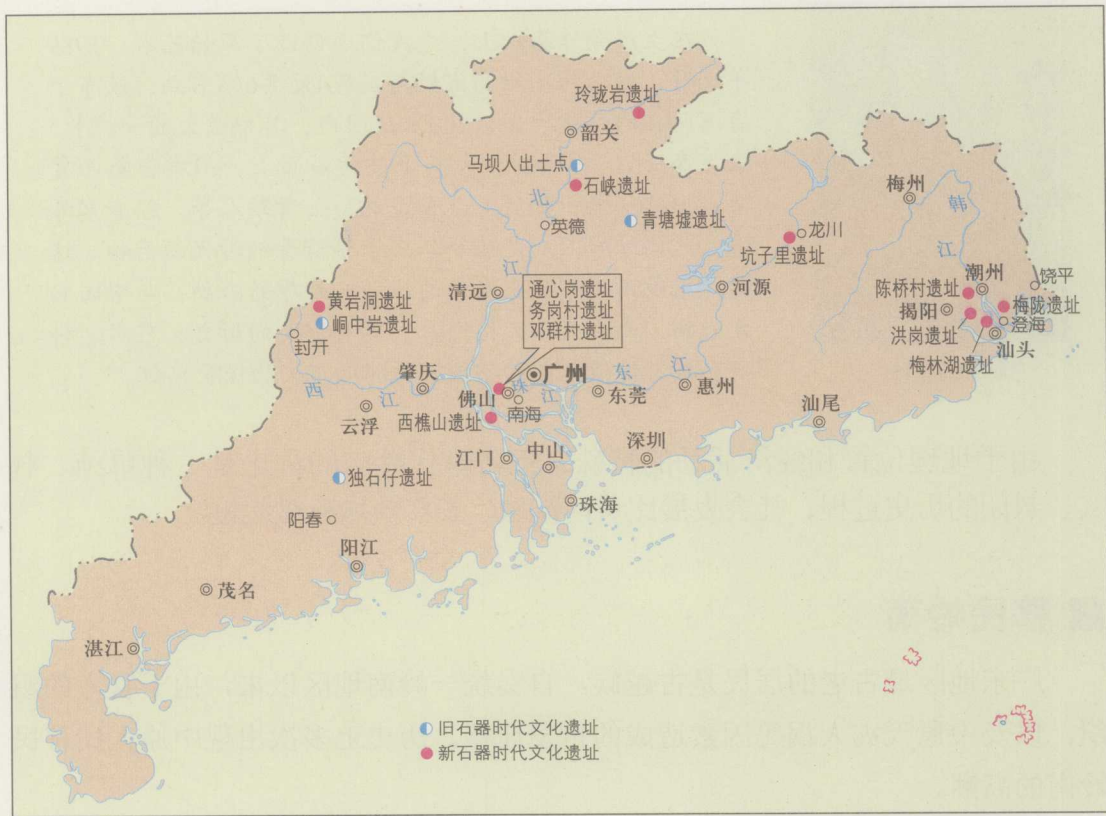 玲珑岩遗址
韶关
马坝人出土点
石峡遗址
北
江
青塘墟遗址
英德
梅州
韩
江
龙川
坑子里遗址
清远
河源
潮州
饶平
陈桥村遗址
梅陇遗址
揭阳
澄海
洪岗遗址
汕头
梅林湖遗址
通心岗遗址
务岗村遗址
邓群村遗址
黄岩洞遗址
峒中岩遗址
封开
西
江
肇庆
广州
东
江
惠州
佛山
珠
江
南海
东莞
云浮
西樵山遗址
汕尾
江门
中山
深圳
独石仔遗址
珠海
阳春
阳江
茂名
湛江
旧石器时代文化遗址
新石器时代文化遗址